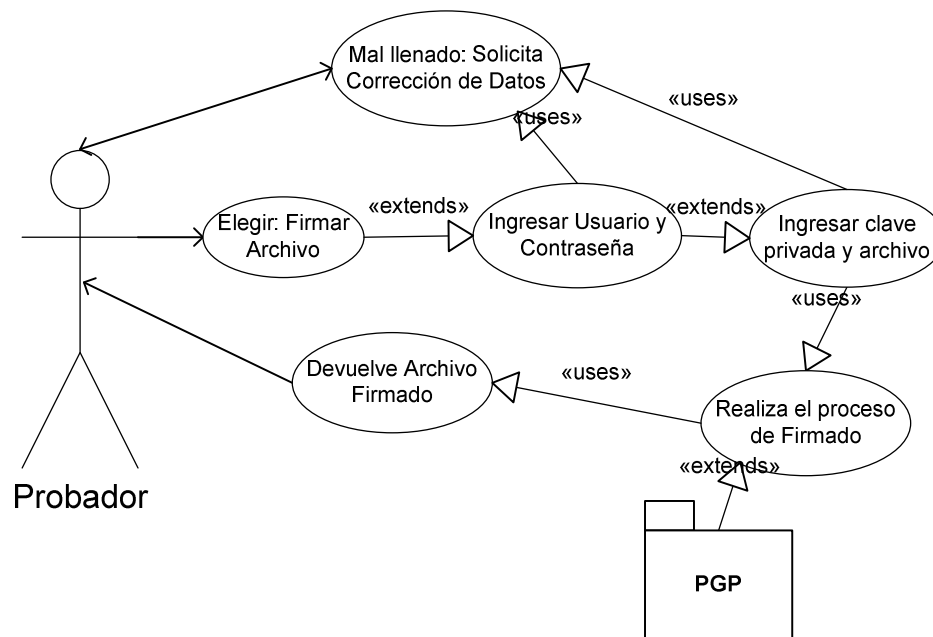 Mal llenado: Solicita
Corrección de Datos
«uses»
«uses»
Elegir: Firmar
Archivo
«extends»
Ingresar Usuario y
Contraseña
«extends»
Ingresar clave
privada y archivo
«uses»
Devuelve Archivo
Firmado
«uses»
Realiza el proceso
de Firmado
«extends»
Probador
PGP